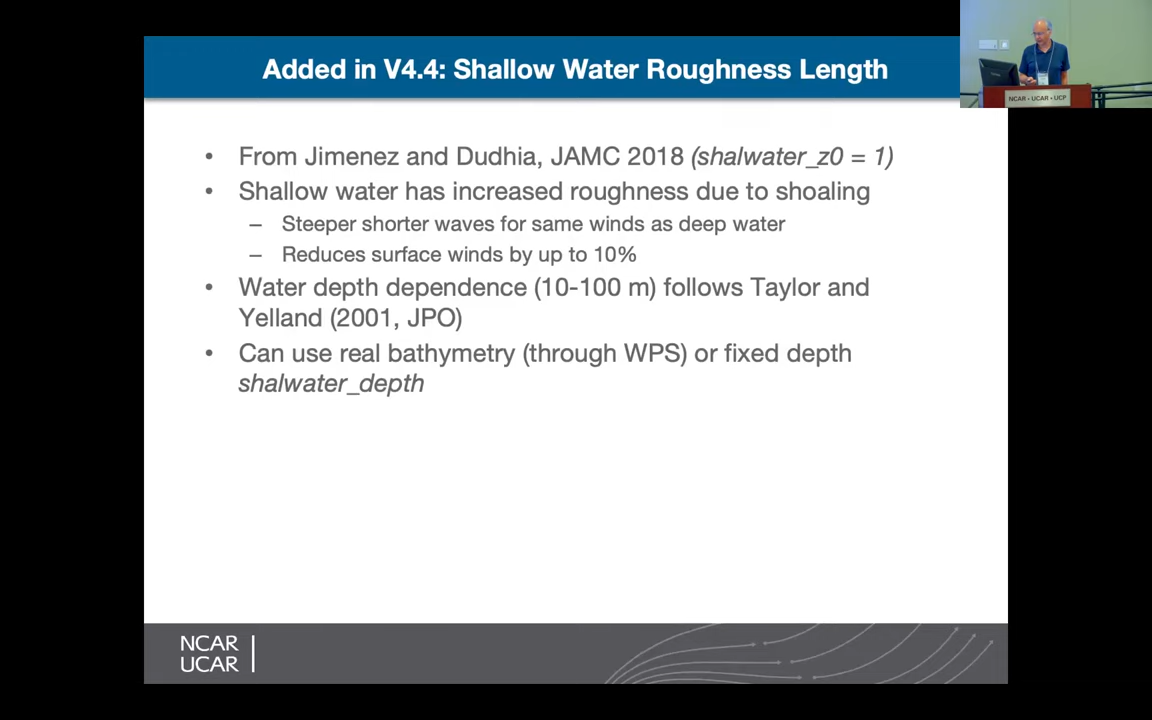 Added in V4.4: Shallow Water Roughness Length
NCAR • UCAR • UCP
• From Jimenez and Dudhia, JAMC 2018 (shalwater_z0 = 1)
• Shallow water has increased roughness due to shoaling
– Steeper shorter waves for same winds as deep water
– Reduces surface winds by up to 10%
• Water depth dependence (10-100 m) follows Taylor and
Yelland (2001, JPO)
• Can use real bathymetry (through WPS) or fixed depth
shalwater_depth
NCAR
UCAR